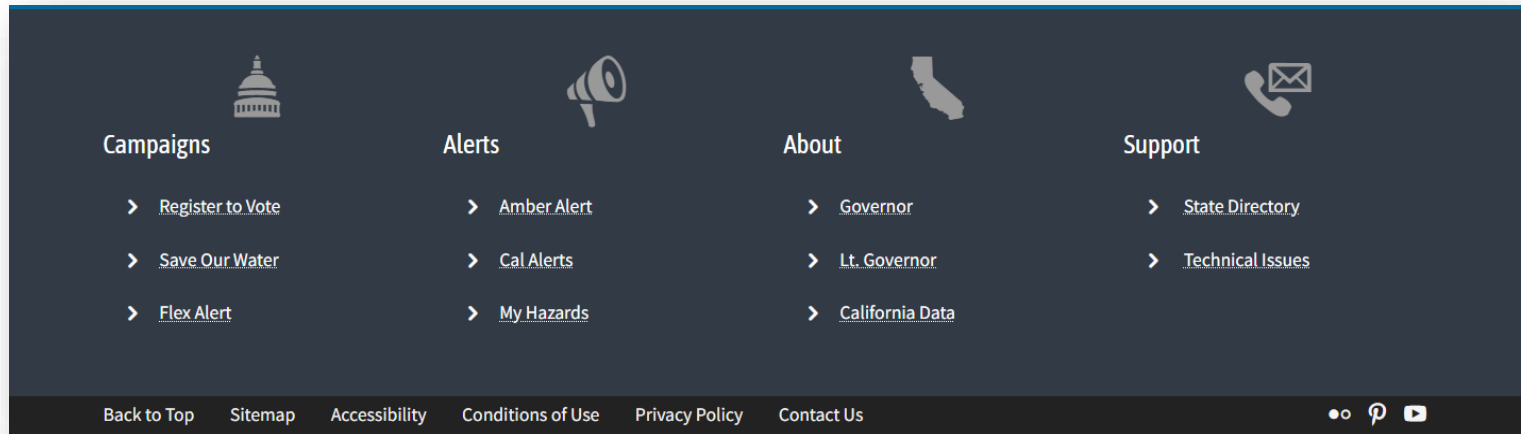 Campaigns
Register to Vote
Save Our Water
Flex Alert
Alerts
Amber Alert
Cal Alerts
My Hazards
About
Governor
Lt. Governor
California Data
Support
State Directory
Technical Issues
Back to Top Sitemap Accessibility Conditions of Use Privacy Policy Contact Us